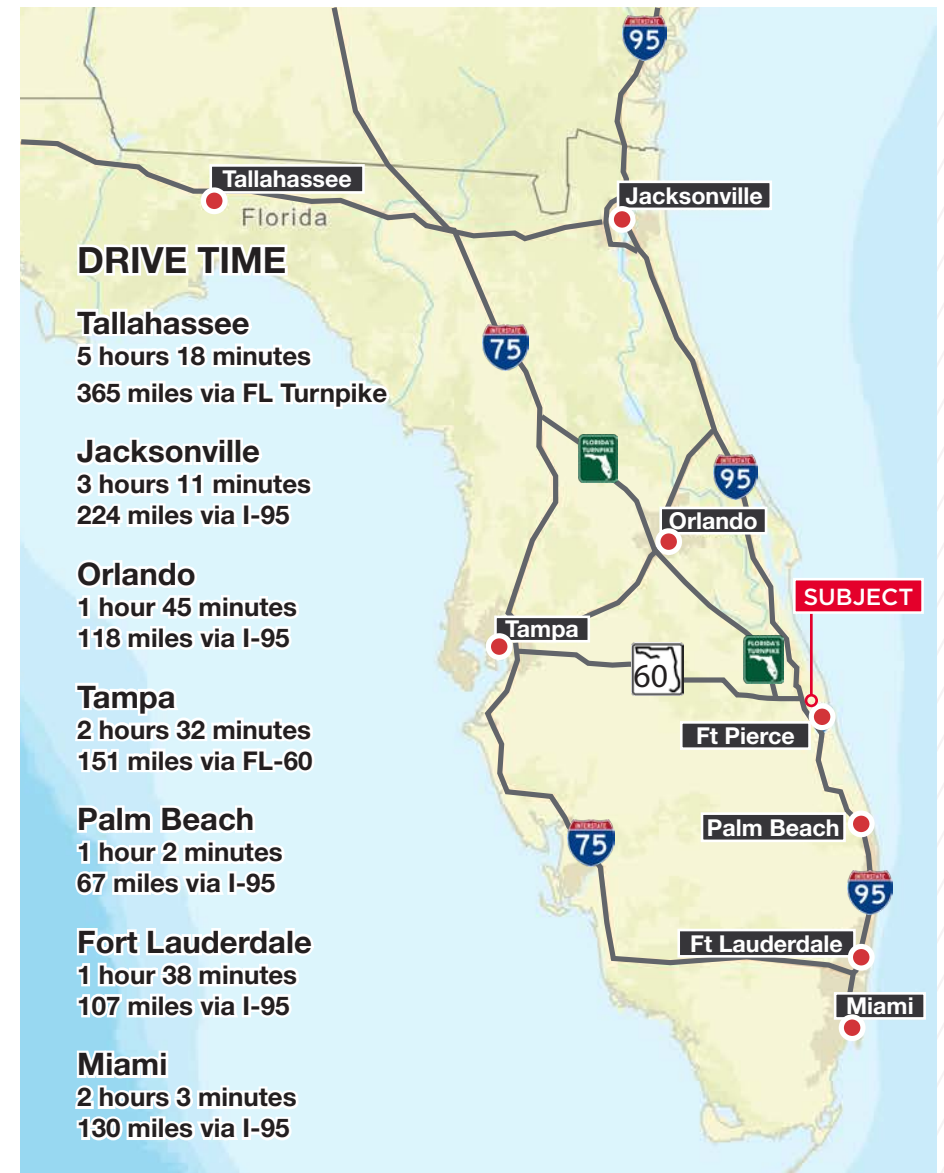 INTERSTATE
95
Tallahassee
Jacksonville
Florida
DRIVE TIME
Tallahassee
5 hours 18 minutes
365 miles via FL Turnpike
INTERSTATE
75
Jacksonville
3 hours 11 minutes
224 miles via I-95
FLORIDA'S
TURNPIKE
INTERSTATE
95
Orlando
Orlando
1 hour 45 minutes
118 miles via I-95
SUBJECT
Tampa
FLORIDA'S
TURNPIKE
60
Tampa
2 hours 32 minutes
151 miles via FL-60
Ft Pierce
Palm Beach
1 hour 2 minutes
67 miles via I-95
Palm Beach
INTERSTATE
75
INTERSTATE
95
Fort Lauderdale
1 hour 38 minutes
107 miles via I-95
Ft Lauderdale
Miami
Miami
2 hours 3 minutes
130 miles via I-95